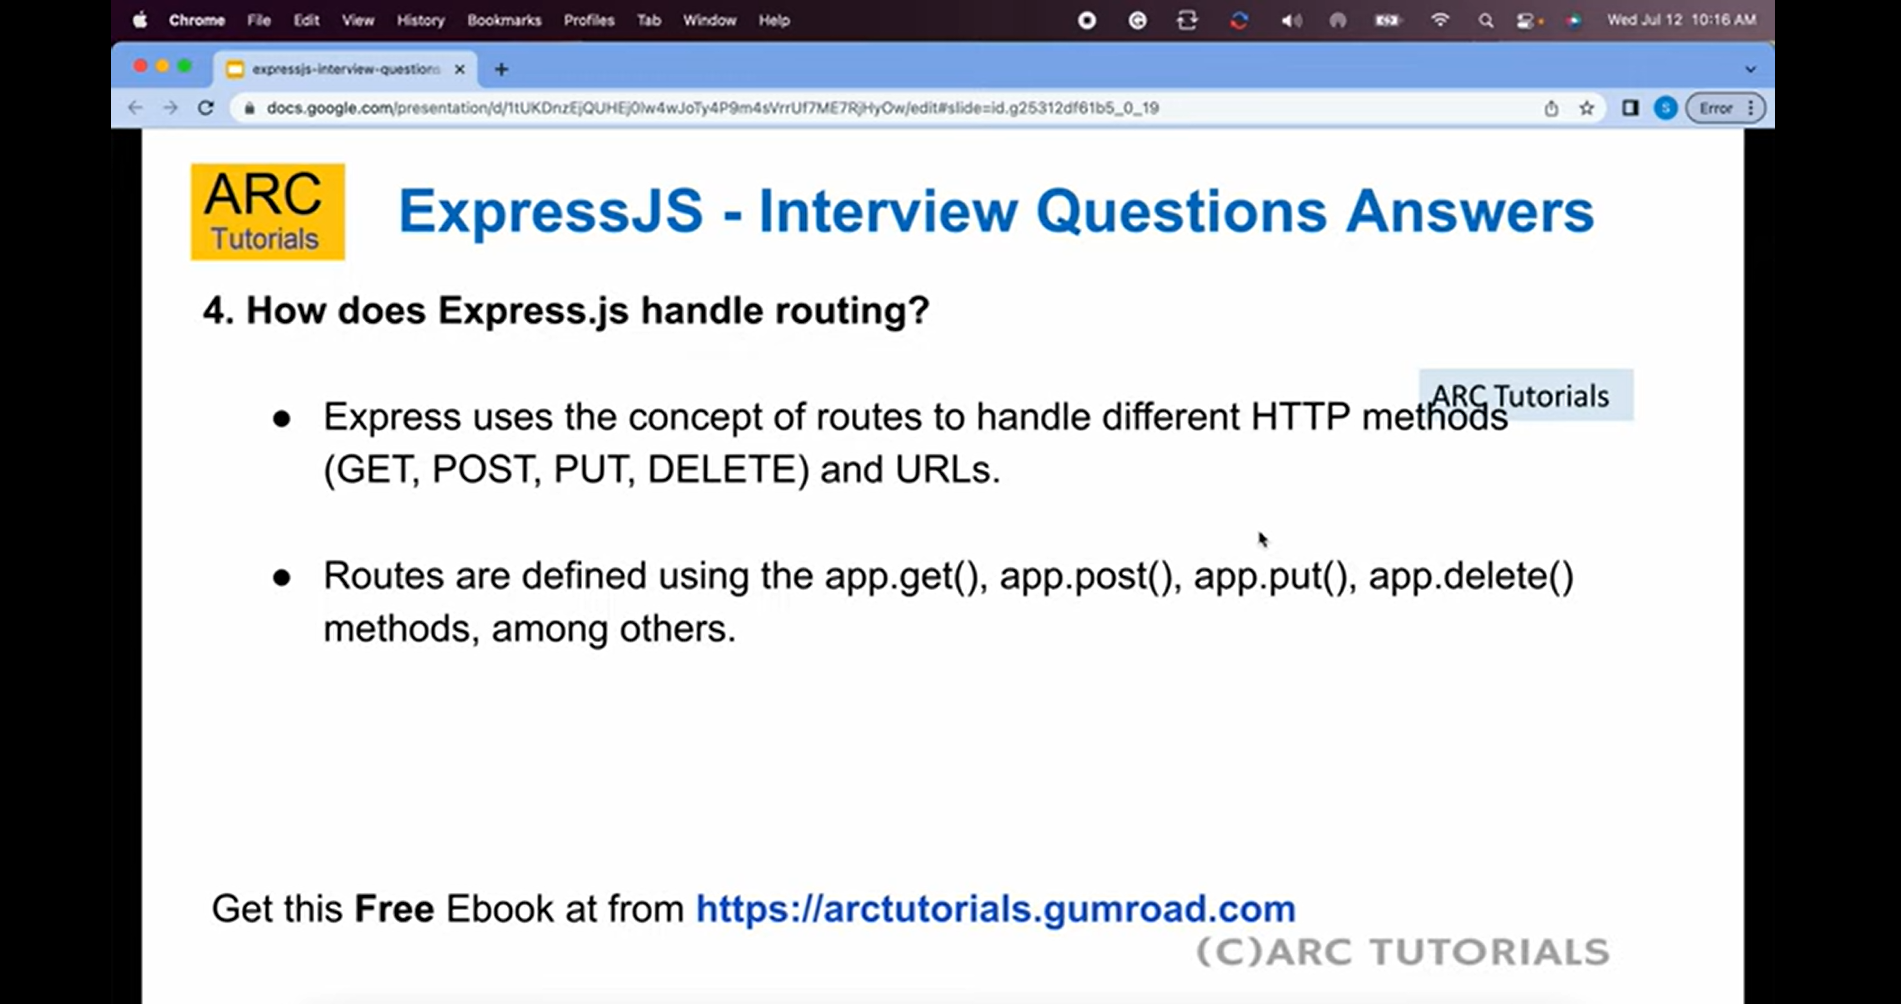 Chrome File Edit View History Bookmarks Profiles Tab Window Help Wed Jul 12 10:16 AM
expressjs-interview-questions
docs.google.com/presentation/d/1tUKDnzEjQUHEj0Iw4wJoTy4P9m4sVrrUf7ME7RjHyOw/edit#slide=id.g25312df61b5_0_19 S Error
ARC
Tutorials
ExpressJS - Interview Questions Answers
4. How does Express.js handle routing?
ARC Tutorials
● Express uses the concept of routes to handle different HTTP methods
(GET, POST, PUT, DELETE) and URLs.
● Routes are defined using the app.get(), app.post(), app.put(), app.delete()
methods, among others.
Get this Free Ebook at from https://arctutorials.gumroad.com
(C)ARC TUTORIALS